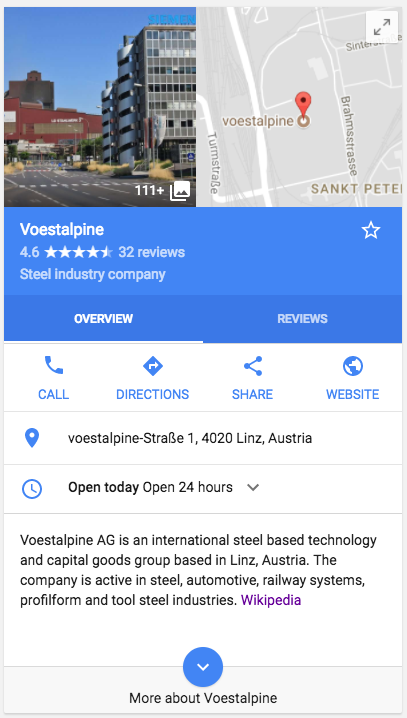 SIEMENS
111+
Sinterstraße
voestalpine
Brahmsstrasse
Turmstraße
SANKT PETE
Voestalpine
4.6 32 reviews
Steel industry company
OVERVIEW REVIEWS
CALL DIRECTIONS SHARE WEBSITE
voestalpine-Straße 1, 4020 Linz, Austria
Open today Open 24 hours
Voestalpine AG is an international steel based technology
and capital goods group based in Linz, Austria. The
company is active in steel, automotive, railway systems,
profilform and tool steel industries. Wikipedia
More about Voestalpine